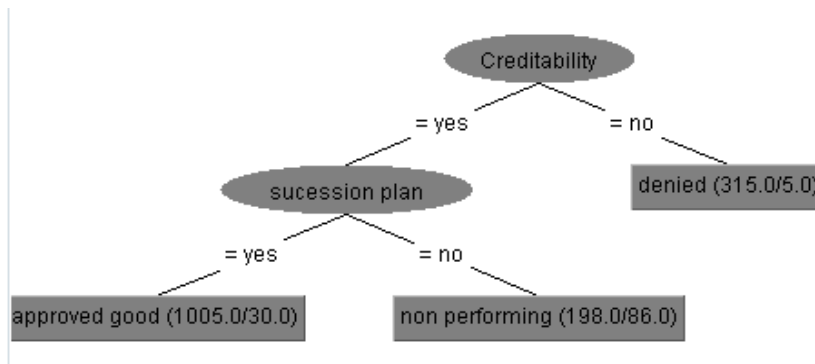 Creditability
= yes
= no
sucession plan
denied (315.0/5.0)
= yes
= no
approved good (1005.0/30.0)
non performing (198.0/86.0)